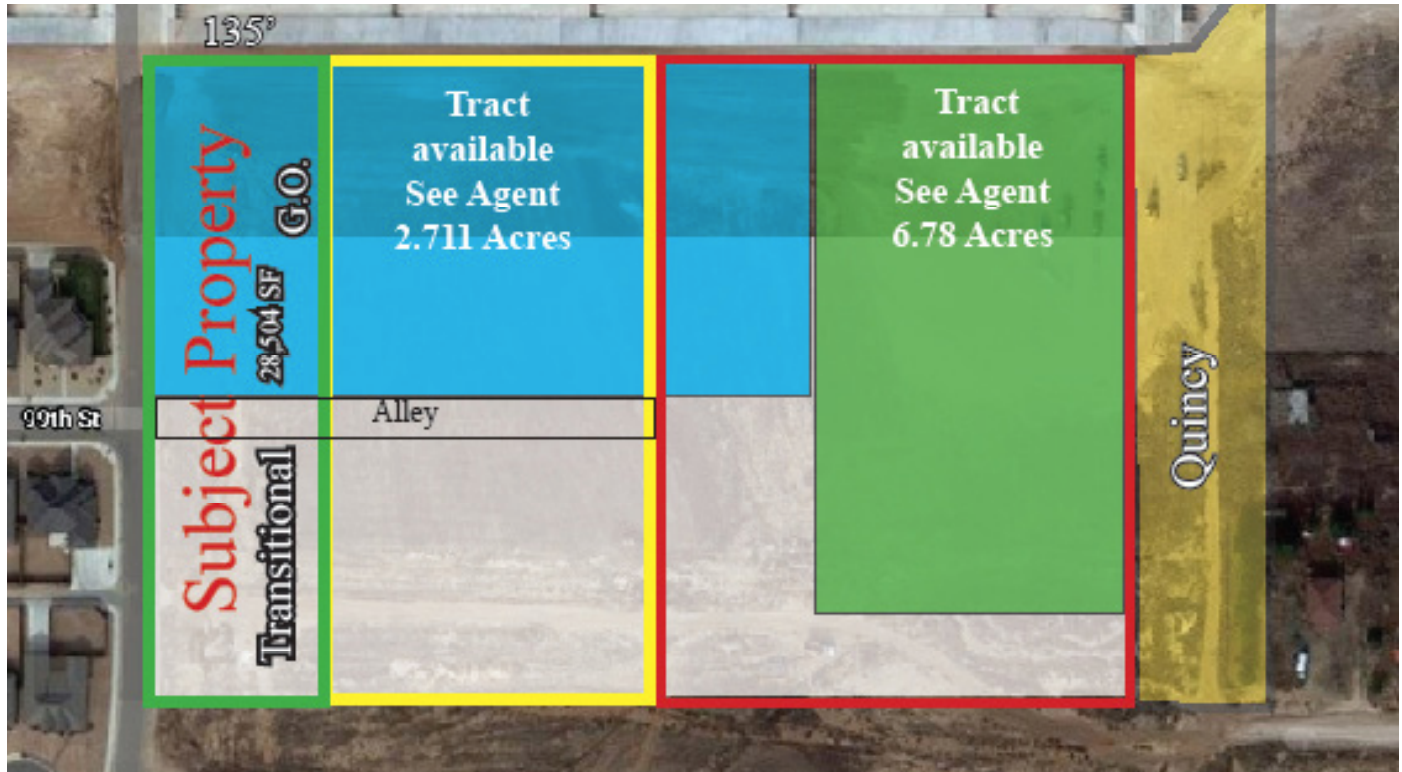 135'
Subject Property
G.O.
28,504 SF
Transitional
Tract
available
See Agent
2.711 Acres
Tract
available
See Agent
6.78 Acres
Alley
99th St
Quincy